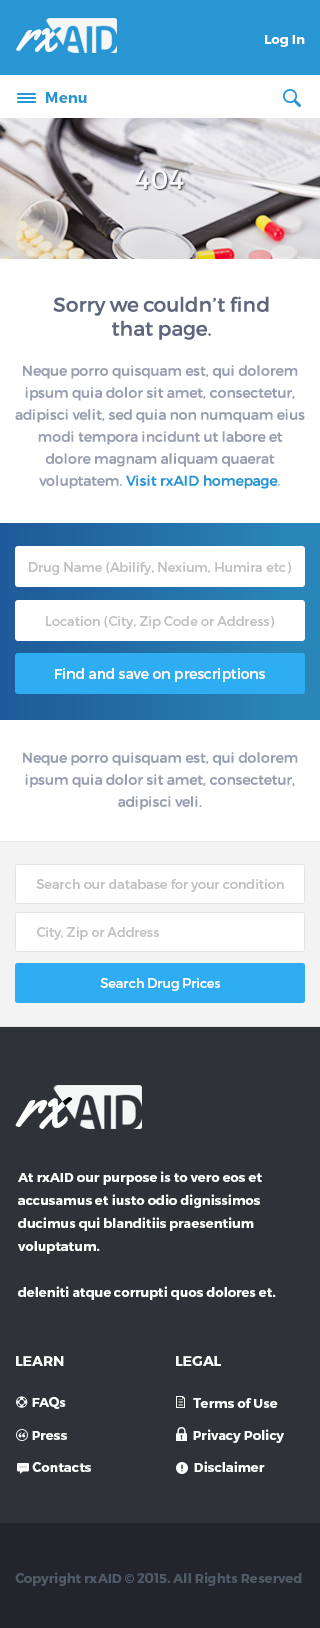 rxAID
Log In
Menu
404
Sorry we couldn't find
that page.
Neque porro quisquam est, qui dolorem
ipsum quia dolor sit amet, consectetur,
adipisci velit, sed quia non numquam eius
modi tempora incidunt ut labore et
dolore magnam aliquam quaerat
voluptatem. Visit rxAID homepage.
Drug Name (Abilify, Nexium, Humira etc)
Location (City, Zip Code or Address)
Find and save on prescriptions
Neque porro quisquam est, qui dolorem
ipsum quia dolor sit amet, consectetur,
adipisci veli.
Search our database for your condition
City, Zip or Address
Search Drug Prices
rxAID
At rxAID our purpose is to vero eos et
accusamus et iusto odio dignissimos
ducimus qui blanditiis praesentium
voluptatum.
deleniti atque corrupti quos dolores et.
LEARN
FAQs
Press
Contacts
LEGAL
Terms of Use
Privacy Policy
Disclaimer
Copyright rxAID © 2015. All Rights Reserved